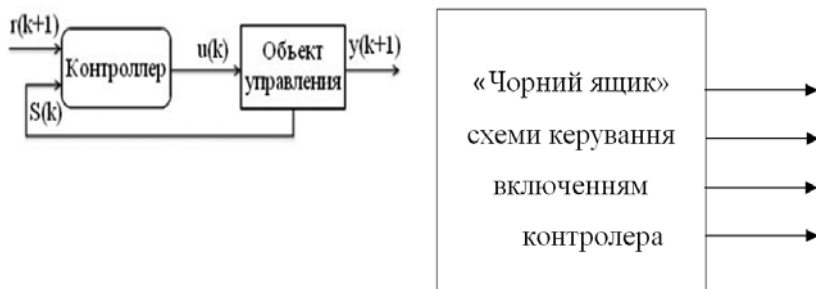 r(k+1)
Контроллер
S(k)
u(k)
Объект
управления
y(k+1)
«Чорний ящик»
схеми керування
включенням
контролера